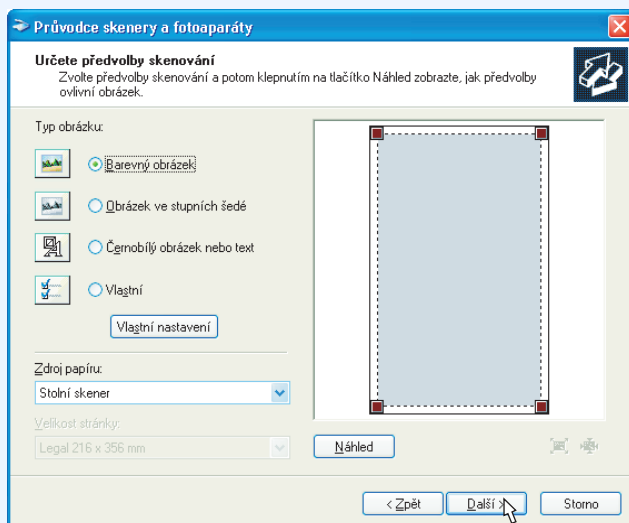 Průvodce skenery a fotoaparáty
Určete předvolby skenování
Zvolte předvolby skenování a potom klepnutím na tlačítko Náhled zobrazte, jak předvolby
ovlivní obrázek.
Typ obrázku:
Barevný obrázek
Obrázek ve stupních šedé
Černobílý obrázek nebo text
Vlastní
Vlastní nastavení
Zdroj papíru:
Stolní skener
Velikost stránky:
Legal 216 x 356 mm
Náhled
< Zpět
Další >
Storno